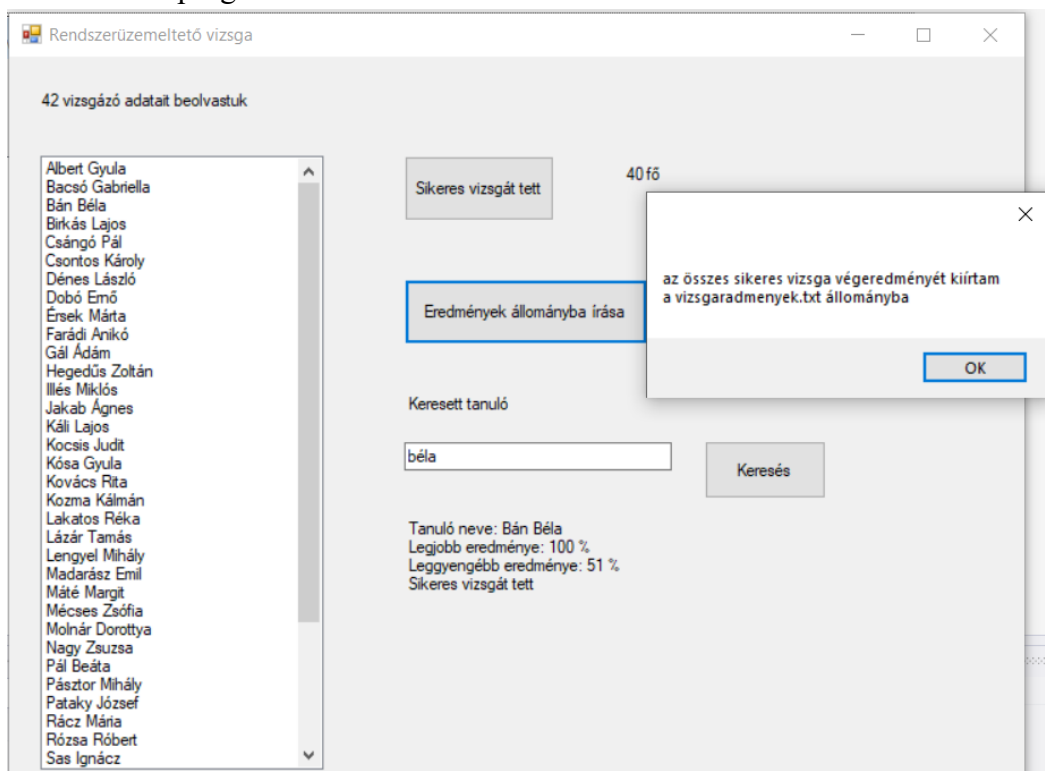 Rendszerüzemeltető vizsga
42 vizsgázó adatait beolvastuk
Albert Gyula
Bacsó Gabriella
Bán Béla
Birkás Lajos
Csángó Pál
Csontos Károly
Dénes László
Dobó Ernő
Érsek Márta
Farádi Anikó
Gál Ádám
Hegedűs Zoltán
Illés Miklós
Jakab Ágnes
Káli Lajos
Kocsis Judit
Kósa Gyula
Kovács Rita
Kozma Kálmán
Lakatos Réka
Lázár Tamás
Lengyel Mihály
Madarász Emil
Máté Margit
Mécses Zsófia
Molnár Dorottya
Nagy Zsuzsa
Pál Beáta
Pásztor Mihály
Pataky József
Rácz Mária
Rózsa Róbert
Sas Ignácz
Sikeres vizsgát tett
40 fő
Eredmények állományba írása
az összes sikeres vizsga végeredményét kiírtam
a vizsgaradmenyek.txt állományba
OK
Keresett tanuló
béla
Keresés
Tanuló neve: Bán Béla
Legjobb eredménye: 100 %
Leggyengébb eredménye: 51 %
Sikeres vizsgát tett